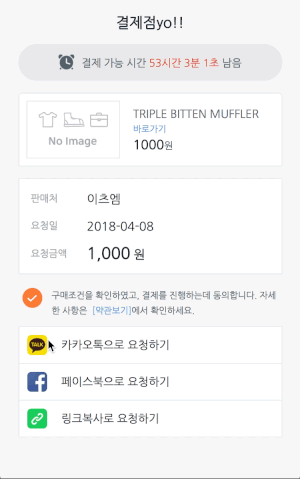 결제점yo!!
결제 가능 시간 53시간 3분 1초 남음
No Image
TRIPLE BITTEN MUFFLER
바로가기
1000원
판매처 이츠엠
요청일 2018-04-08
요청금액 1,000 원
구매조건을 확인하였고, 결제를 진행하는데 동의합니다. 자세
한 사항은 [약관보기]에서 확인하세요.
TALK 카카오톡으로 요청하기
f 페이스북으로 요청하기
링크복사로 요청하기